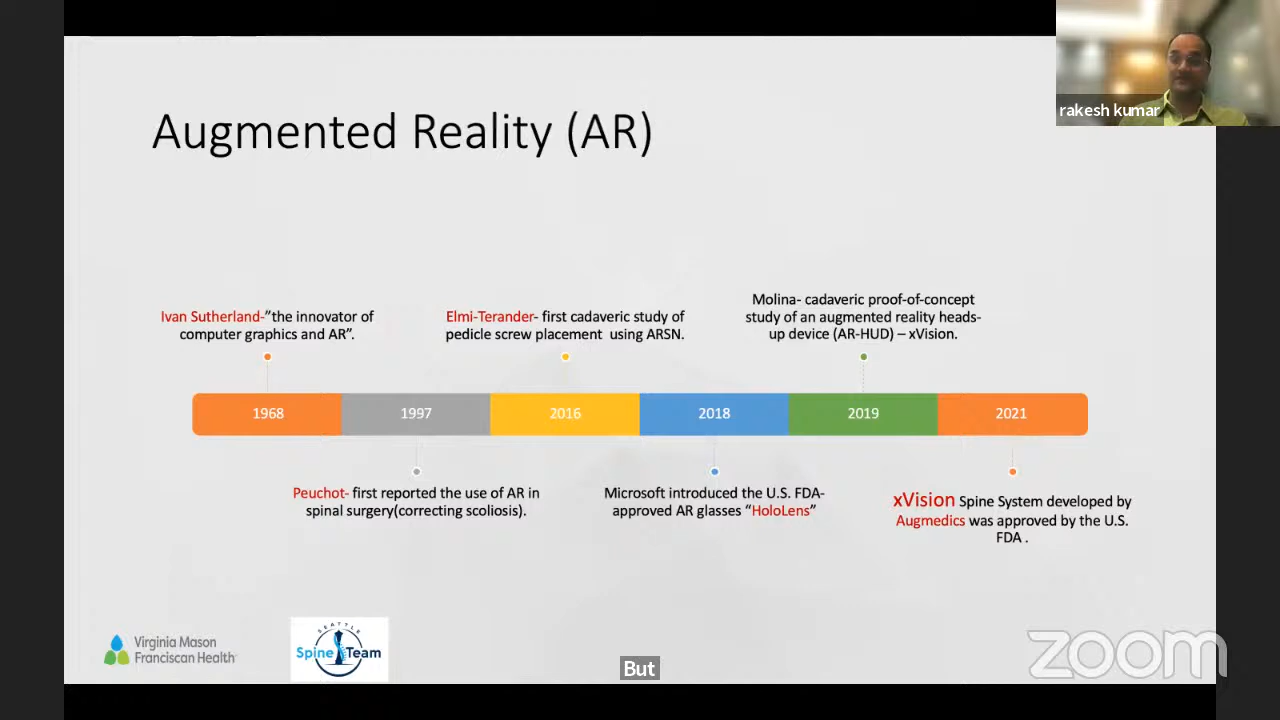 rakesh kumar
Augmented Reality (AR)
Ivan Sutherland-"the innovator of
computer graphics and AR".
Elmi-Terander- first cadaveric study of
pedicle screw placement using ARSN.
Molina- cadaveric proof-of-concept
study of an augmented reality heads-
up device (AR-HUD) – xVision.
1968
1997
2016
2018
2019
2021
Peuchot- first reported the use of AR in
spinal surgery(correcting scoliosis).
Microsoft introduced the U.S. FDA-
approved AR glasses “HoloLens”
xVision Spine System developed by
Augmedics was approved by the U.S.
FDA .
Virginia Mason
Franciscan Health
SEATTLE
Spine Team
But
zoom